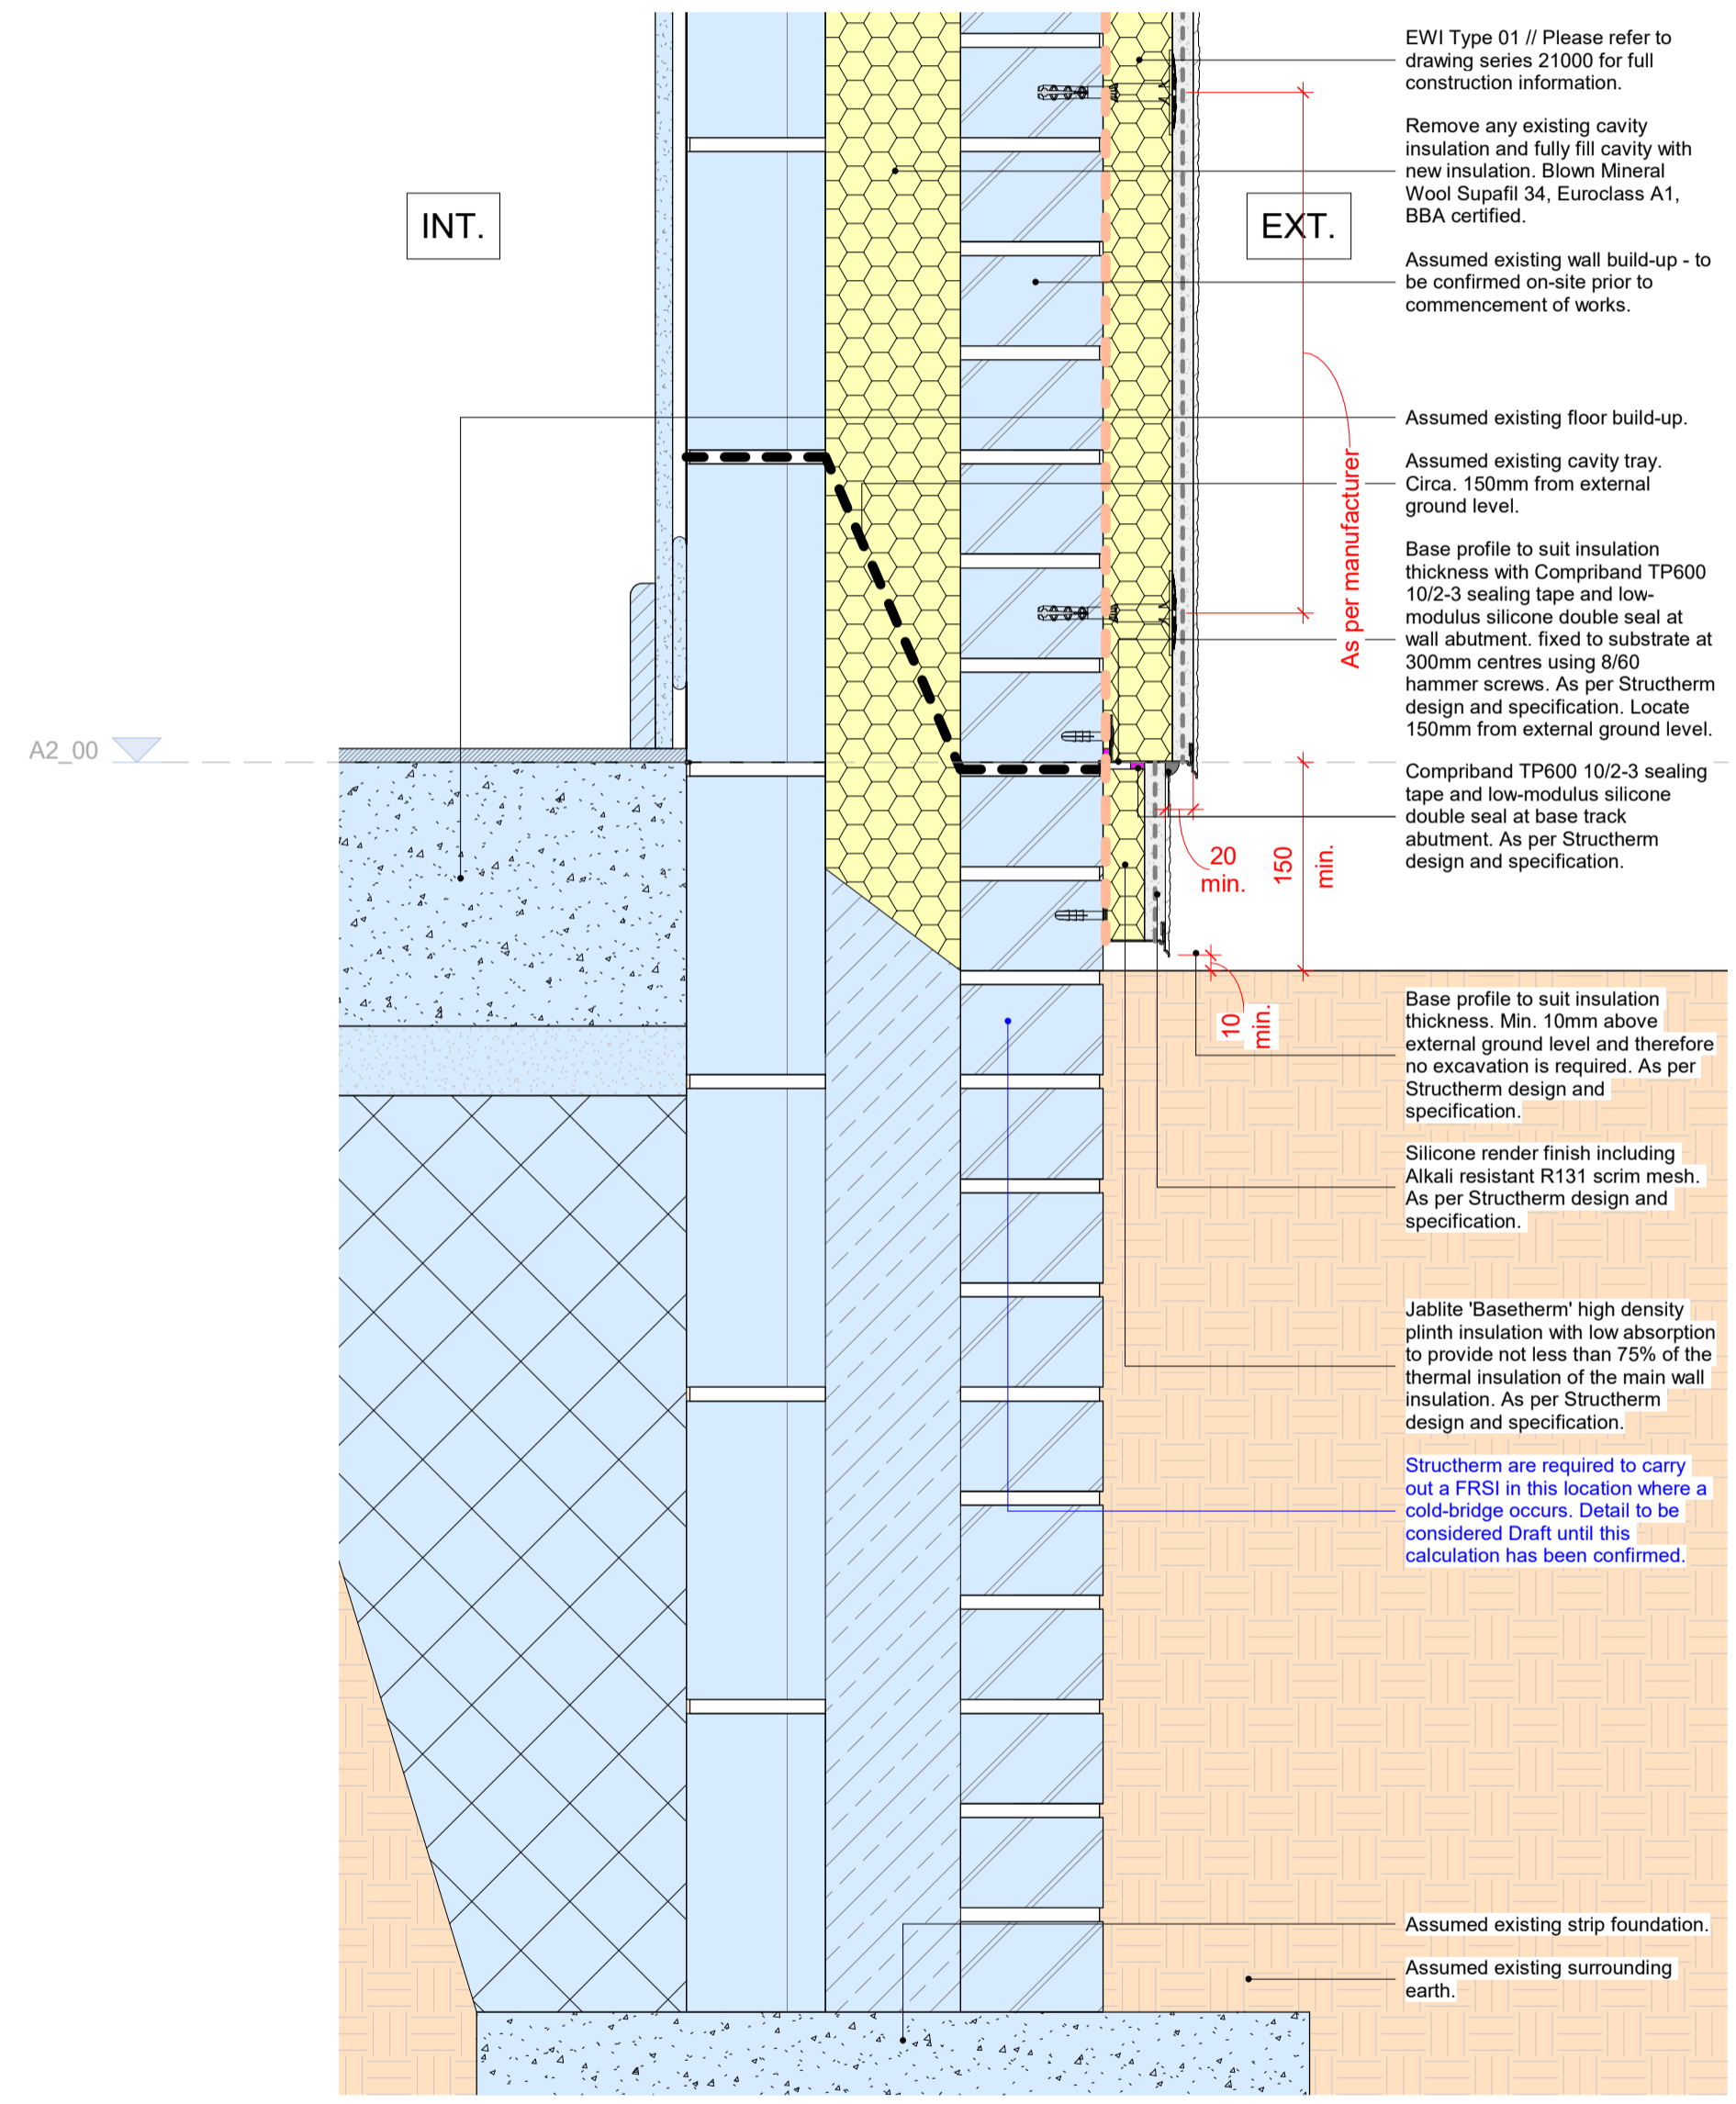 EWI Type 01 // Please refer to
drawing series 21000 for full
construction information.
Remove any existing cavity
insulation and fully fill cavity with
new insulation. Blown Mineral
Wool Supafil 34, Euroclass A1,
BBA certified.
INT.
EXT.
Assumed existing wall build-up - to
be confirmed on-site prior to
commencement of works.
Assumed existing floor build-up.
As per manufacturer
Assumed existing cavity tray.
Circa. 150mm from external
ground level.
Base profile to suit insulation
thickness with Compriband TP600
10/2-3 sealing tape and low-
modulus silicone double seal at
wall abutment. fixed to substrate at
300mm centres using 8/60
hammer screws. As per Structherm
design and specification. Locate
150mm from external ground level.
A2_00
Compriband TP600 10/2-3 sealing
tape and low-modulus silicone
double seal at base track
abutment. As per Structherm
design and specification.
20
min.
150
min.
10
min.
Base profile to suit insulation
thickness. Min. 10mm above
external ground level and therefore
no excavation is required. As per
Structherm design and
specification.
Silicone render finish including
Alkali resistant R131 scrim mesh.
As per Structherm design and
specification.
Jablite 'Basetherm' high density
plinth insulation with low absorption
to provide not less than 75% of the
thermal insulation of the main wall
insulation. As per Structherm
design and specification.
Structherm are required to carry
out a FRSI in this location where a
cold-bridge occurs. Detail to be
considered Draft until this
calculation has been confirmed.
Assumed existing strip foundation.
Assumed existing surrounding
earth.